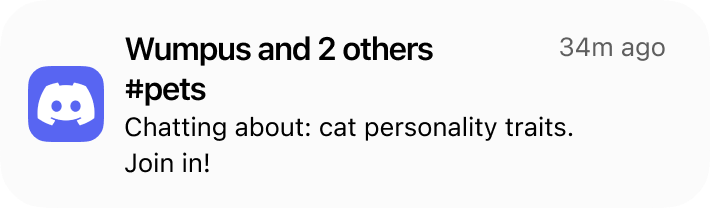 Wumpus and 2 others
34m ago
#pets
Chatting about: cat personality traits.
Join in!